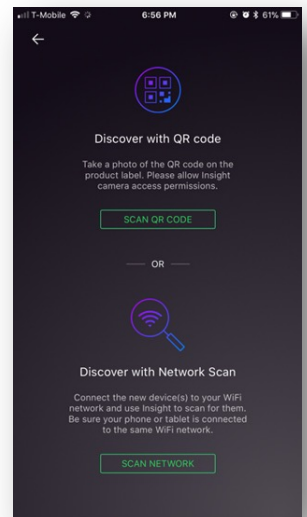 T-Mobile 6:56 PM 61%
Discover with QR code
Take a photo of the QR code on the
product label. Please allow Insight
camera access permissions.
SCAN QR CODE
OR
Discover with Network Scan
Connect the new device(s) to your WiFi
network and use Insight to scan for them.
Be sure your phone or tablet is connected
to the same WiFi network.
SCAN NETWORK